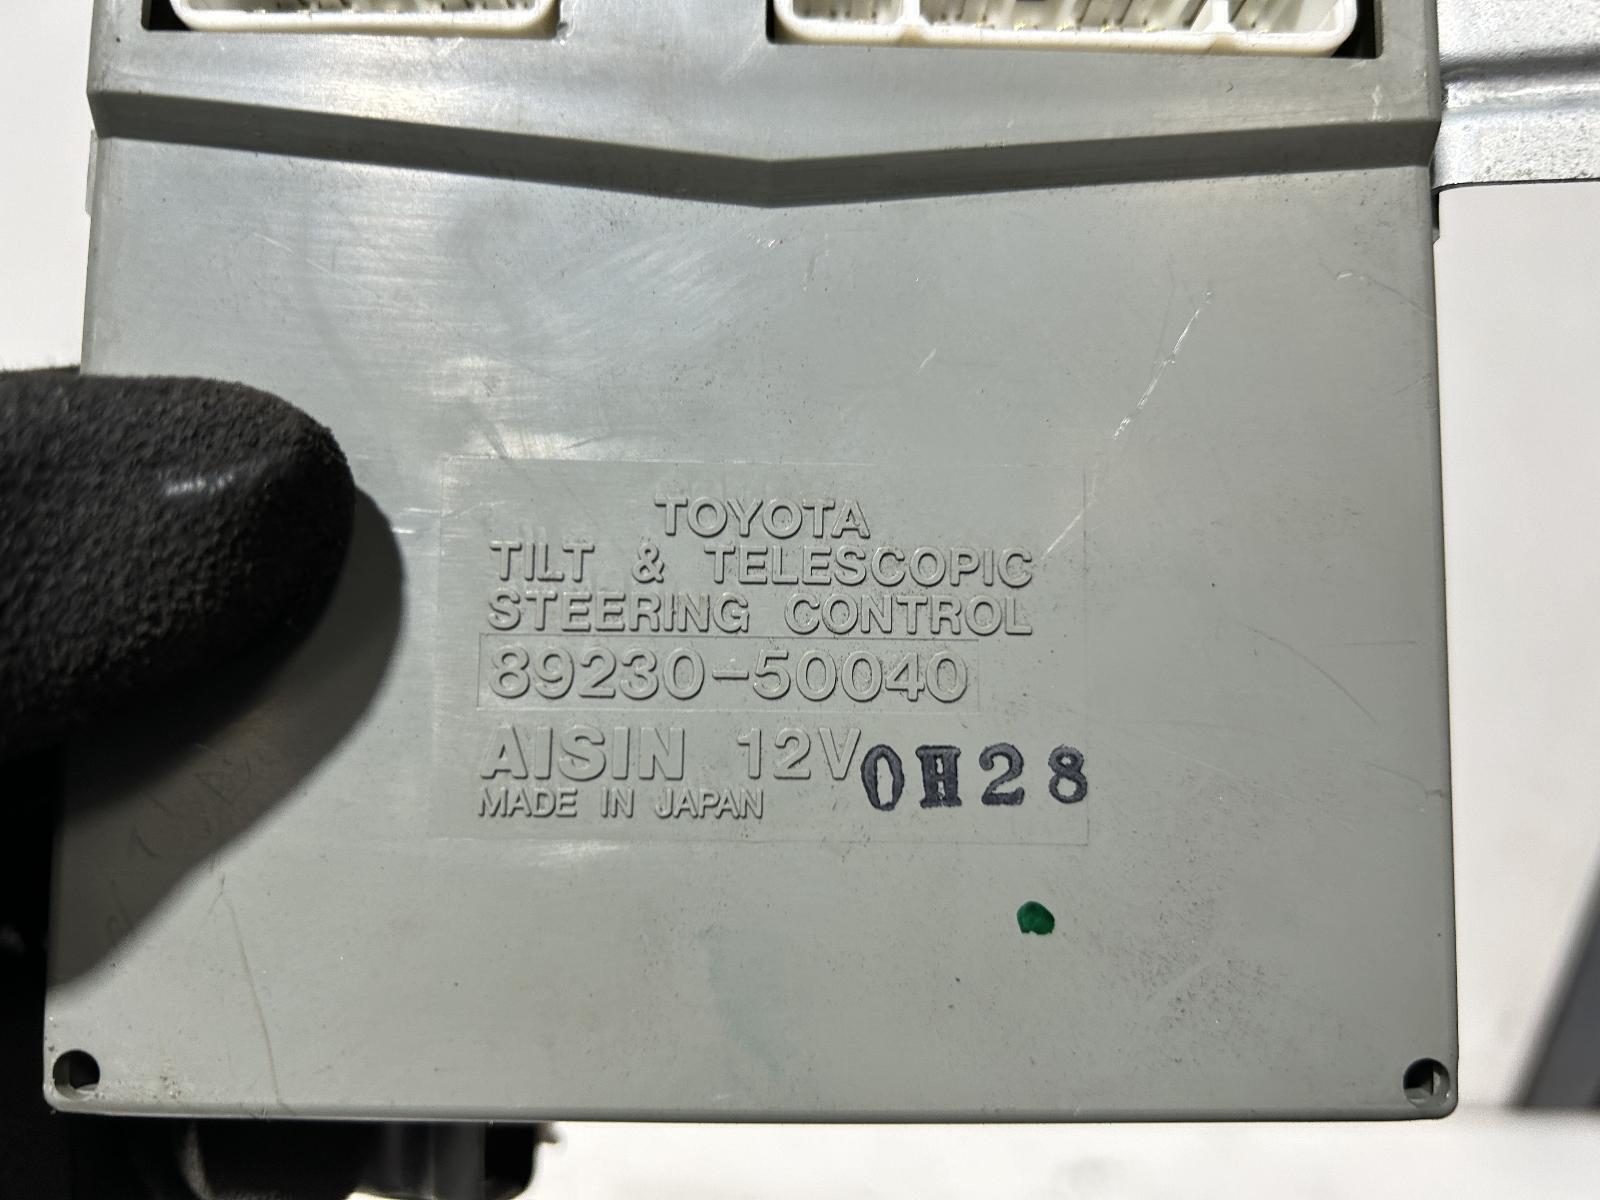 TOYOTA
TILT & TELESCOPIC
STEERING CONTROL
89230-50040
AISIN 12V 0H28
MADE IN JAPAN